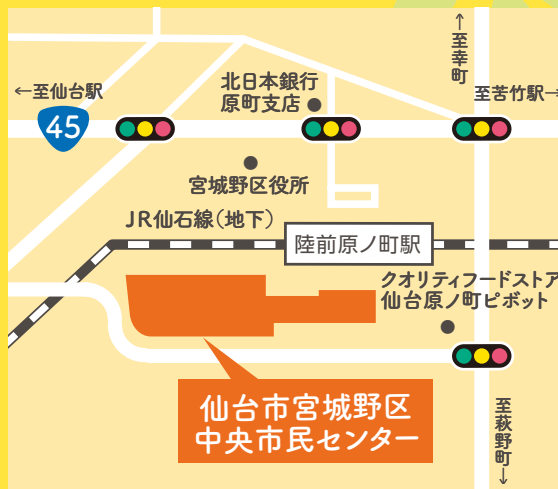 ↑至幸町
←至仙台駅
北日本銀行
原町支店
至苦竹駅→
45
宮城野区役所
JR仙石線（地下）
陸前原ノ町駅
クオリティフードストア
仙台原ノ町ピボット
仙台市宮城野区
中央市民センター
至萩野町↓